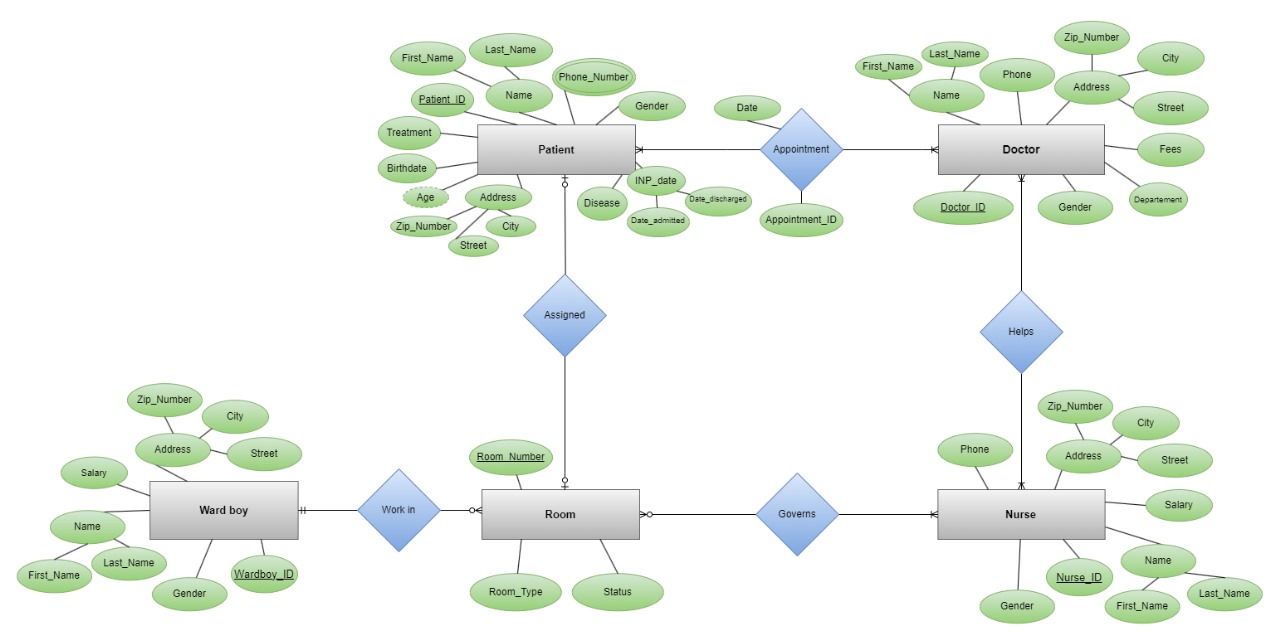 Last_Name
First_Name
Phone_Number
Name
Patient_ID
Gender
Treatment
Patient
Birthdate
Age
Address
INP_date
Disease
Date_discharged
Date_admitted
Zip_Number
City
Street
Date
Appointment
Appointment_ID
Zip_Number
Last_Name
City
First_Name
Phone
Address
Name
Street
Doctor
Fees
Departement
Doctor_ID
Gender
Assigned
Helps
Zip_Number
City
Address
Street
Salary
Ward boy
Name
Last_Name
First_Name
Wardboy_ID
Gender
Work in
Room_Number
Room
Room_Type
Status
Governs
Zip_Number
City
Phone
Address
Street
Salary
Nurse
Name
Nurse_ID
Last_Name
First_Name
Gender